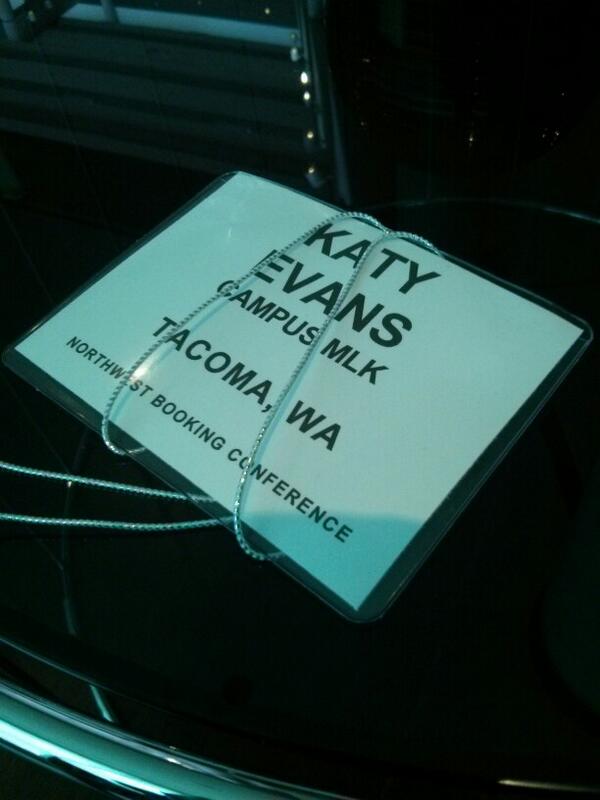 KATY
EVANS
CAMPUS MLK
TACOMA, WA
NORTHWEST BOOKING CONFERENCE